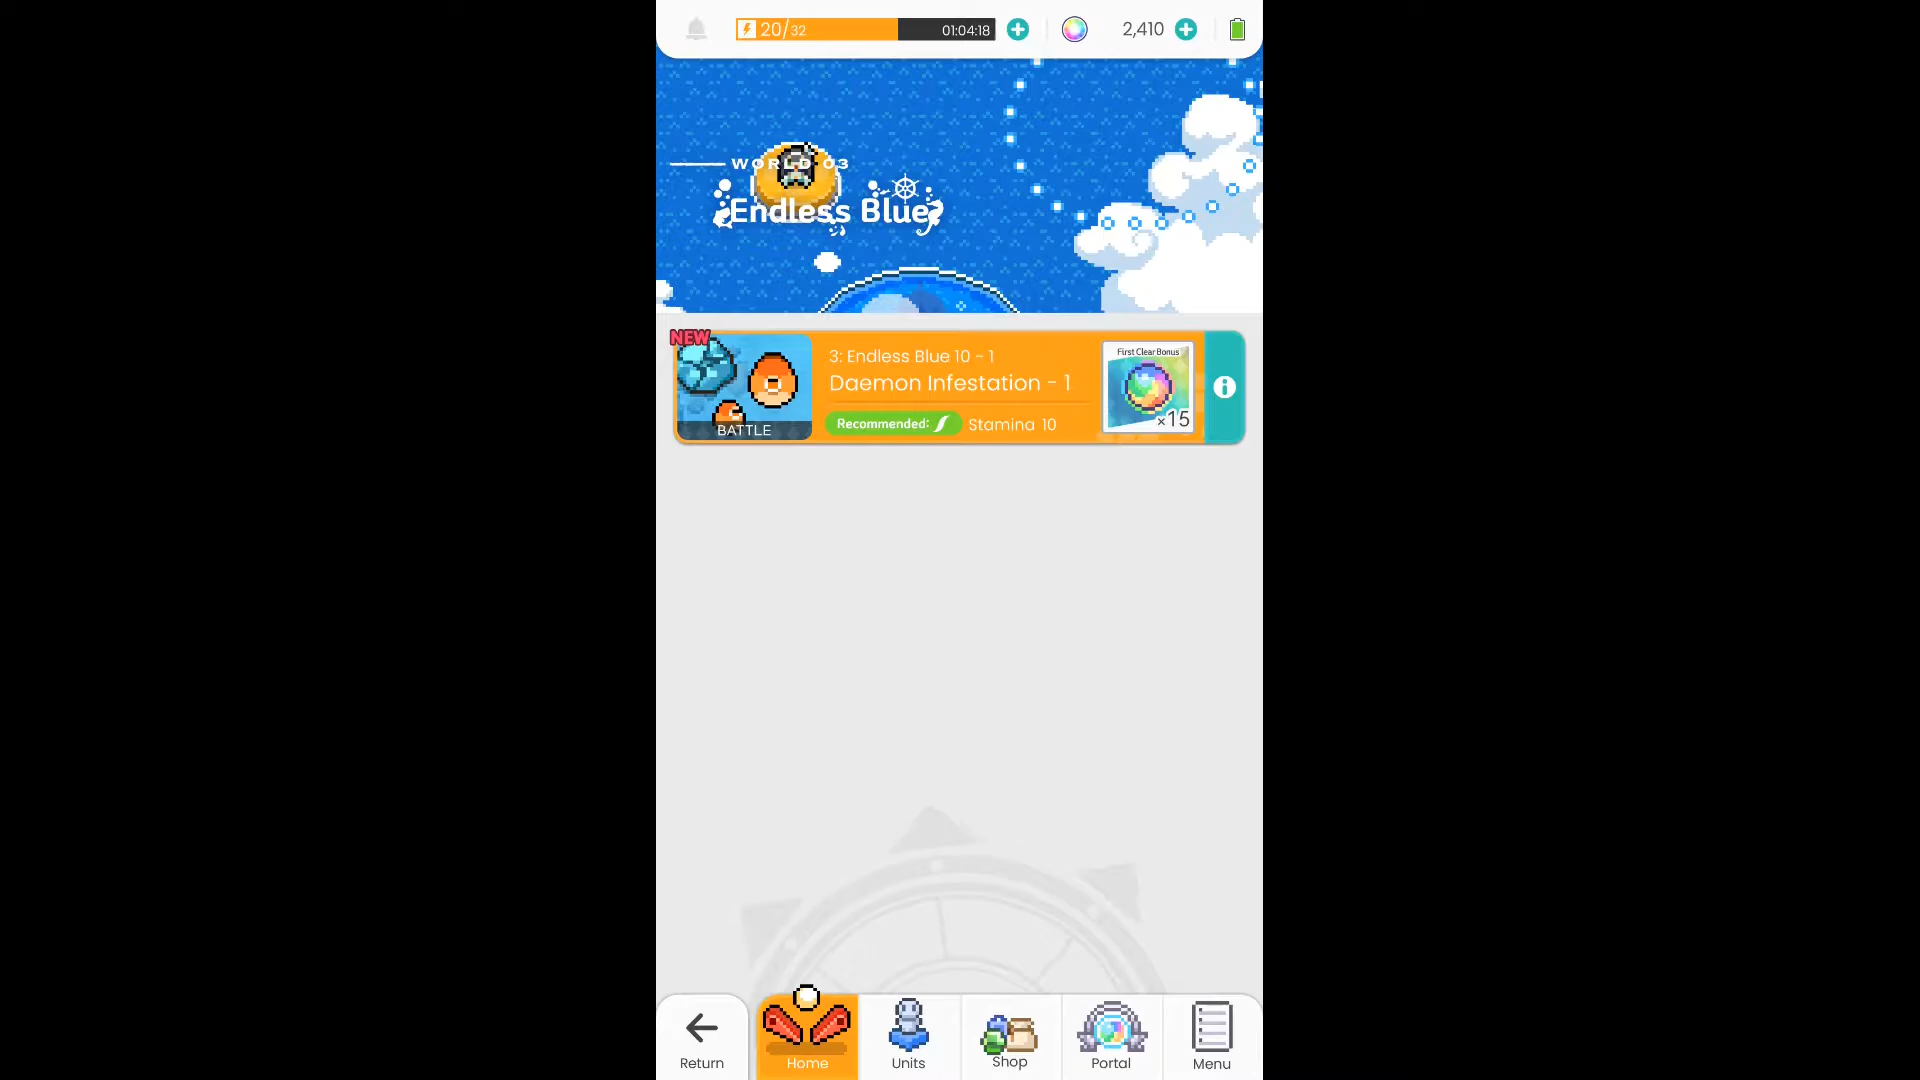 20/32
01:04:18
2,410
WORLD 03
Endless Blue
NEW
3: Endless Blue 10 - 1
Daemon Infestation - 1
BATTLE
Recommended:
Stamina 10
First Clear Bonus
×15
Return
Home
Units
Shop
Portal
Menu